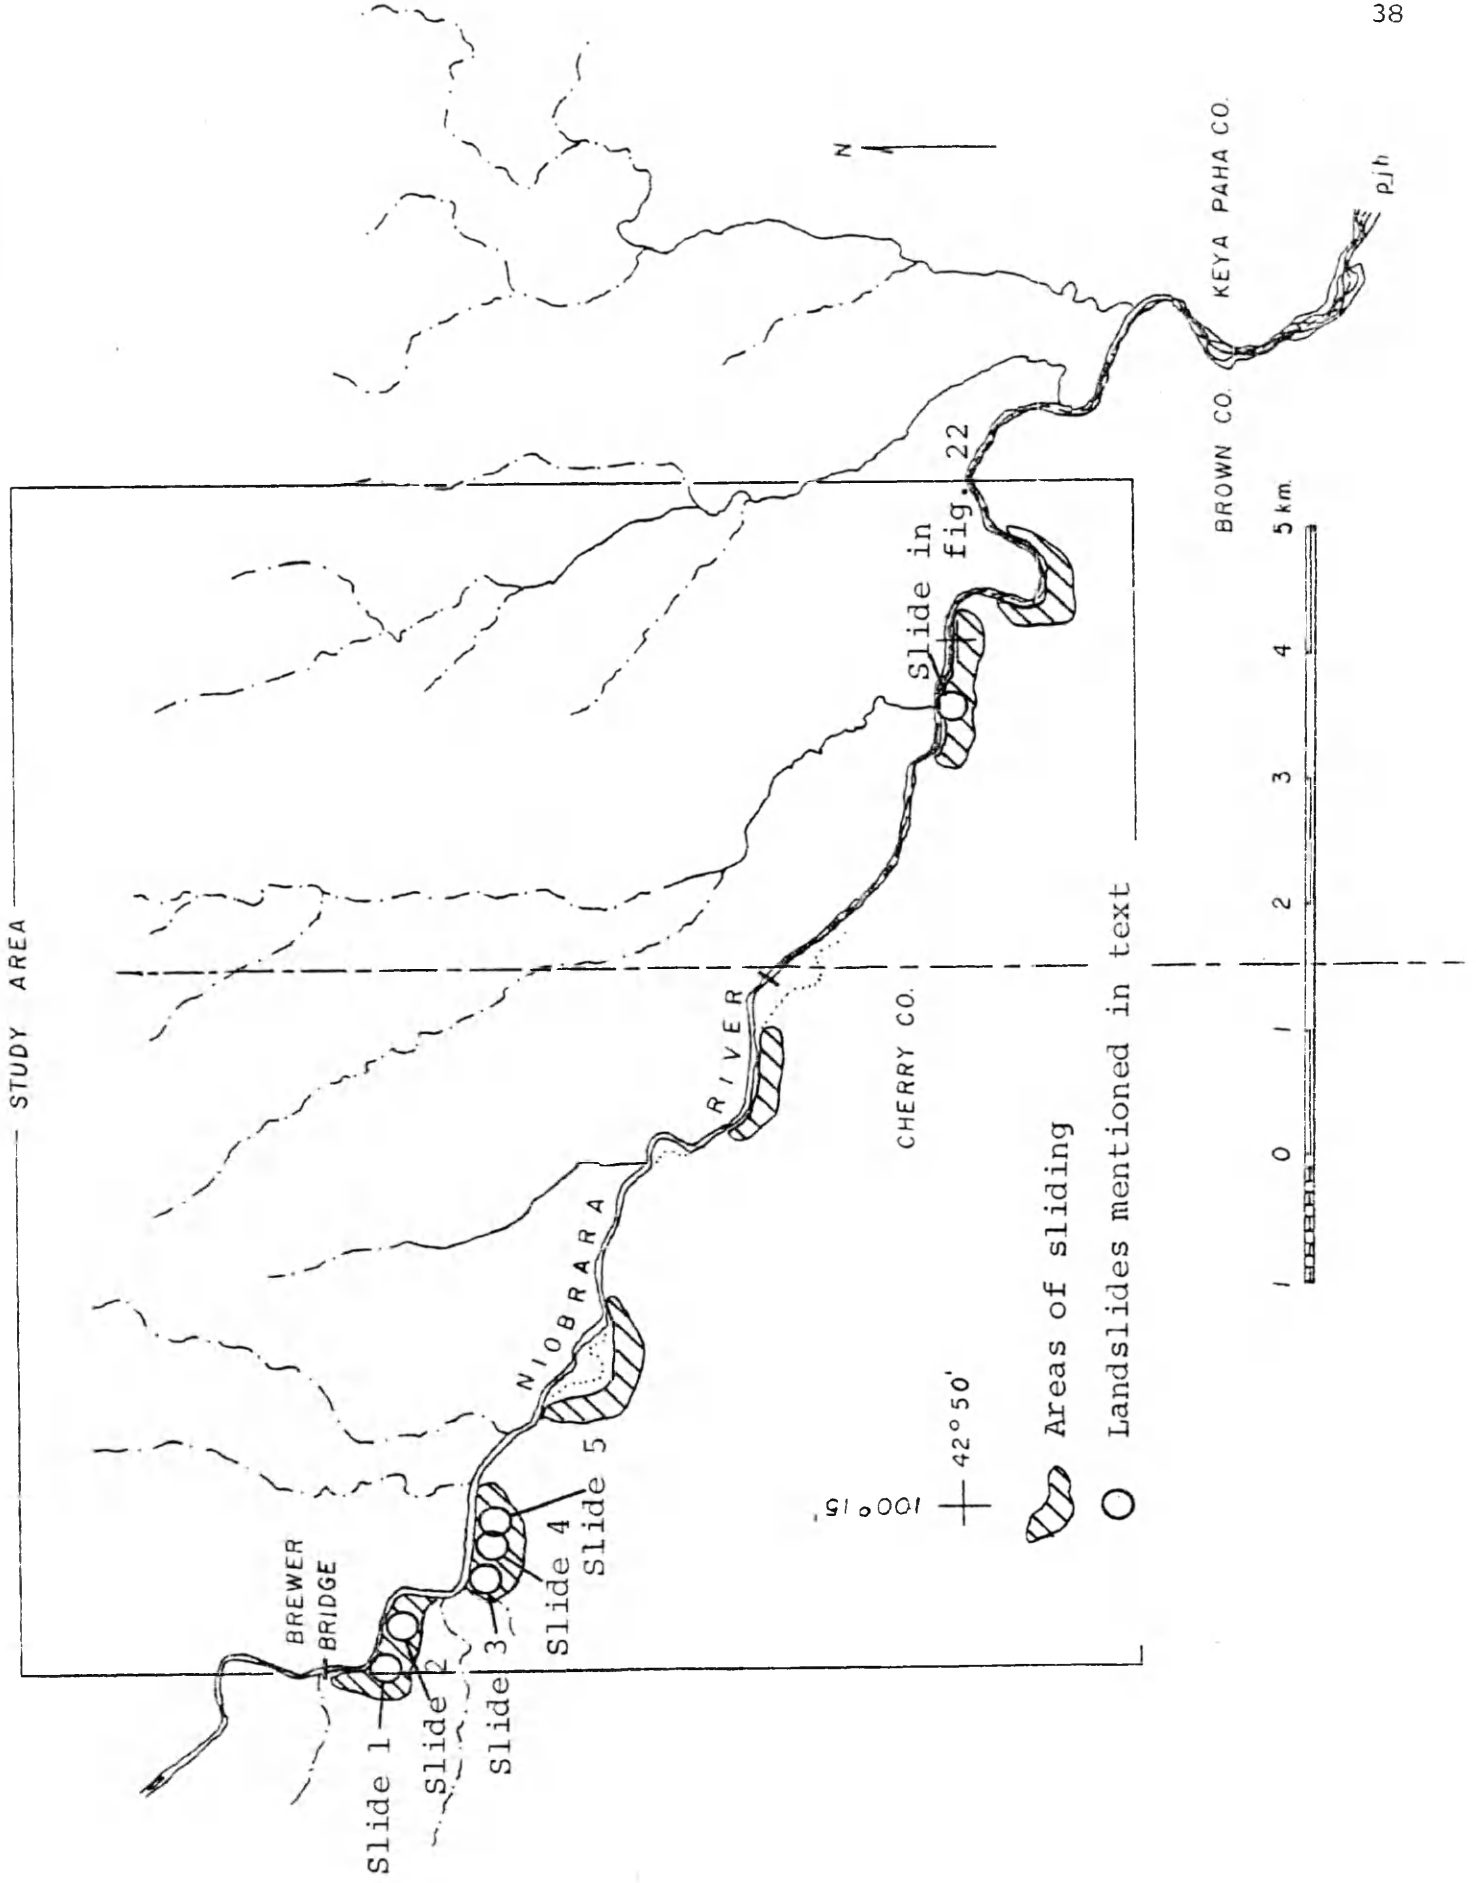 38
STUDY AREA
N
BREWER
BRIDGE
NIOBRARA RIVER
Slide 1
Slide 2
Slide 3
Slide 4
Slide 5
Slide in
fig. 22
CHERRY CO.
BROWN CO.
KEYA PAHA CO.
pjh
100°15'
42°50'
Areas of sliding
Landslides mentioned in text
1 0 1 2 3 4 5 km.